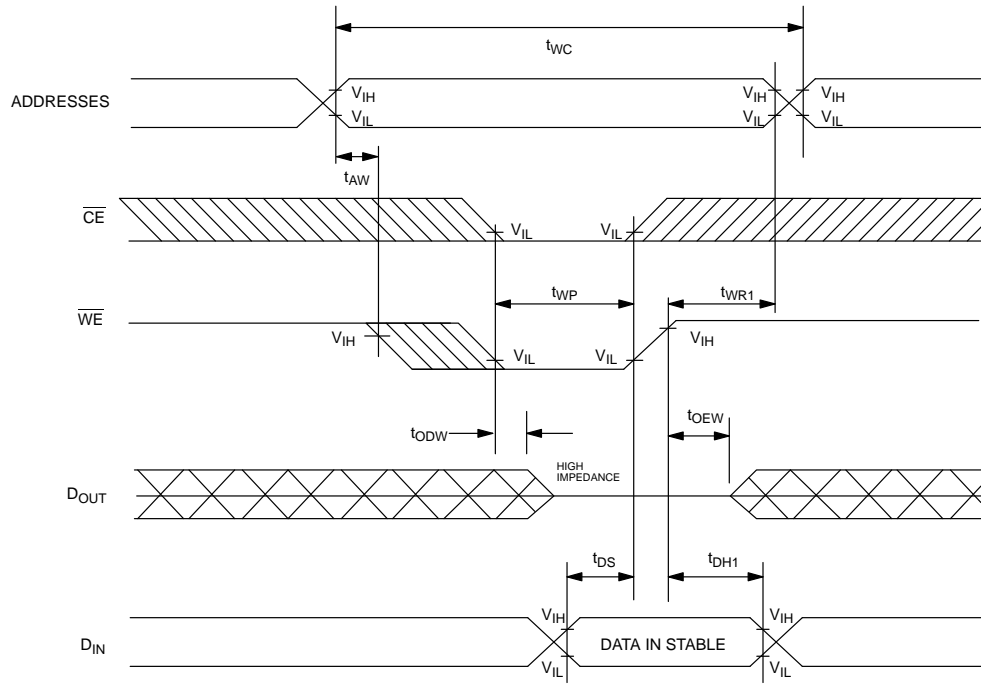 tWC
ADDRESSES
VIH
VIL
VIH
VIL
VIH
VIL
tAW
CE
VIL
VIL
tWP
tWR1
WE
VIH
VIL
VIL
VIH
tODW
tOEW
DOUT
HIGH
IMPEDANCE
tDS
tDH1
DIN
VIH
VIL
DATA IN STABLE
VIH
VIL